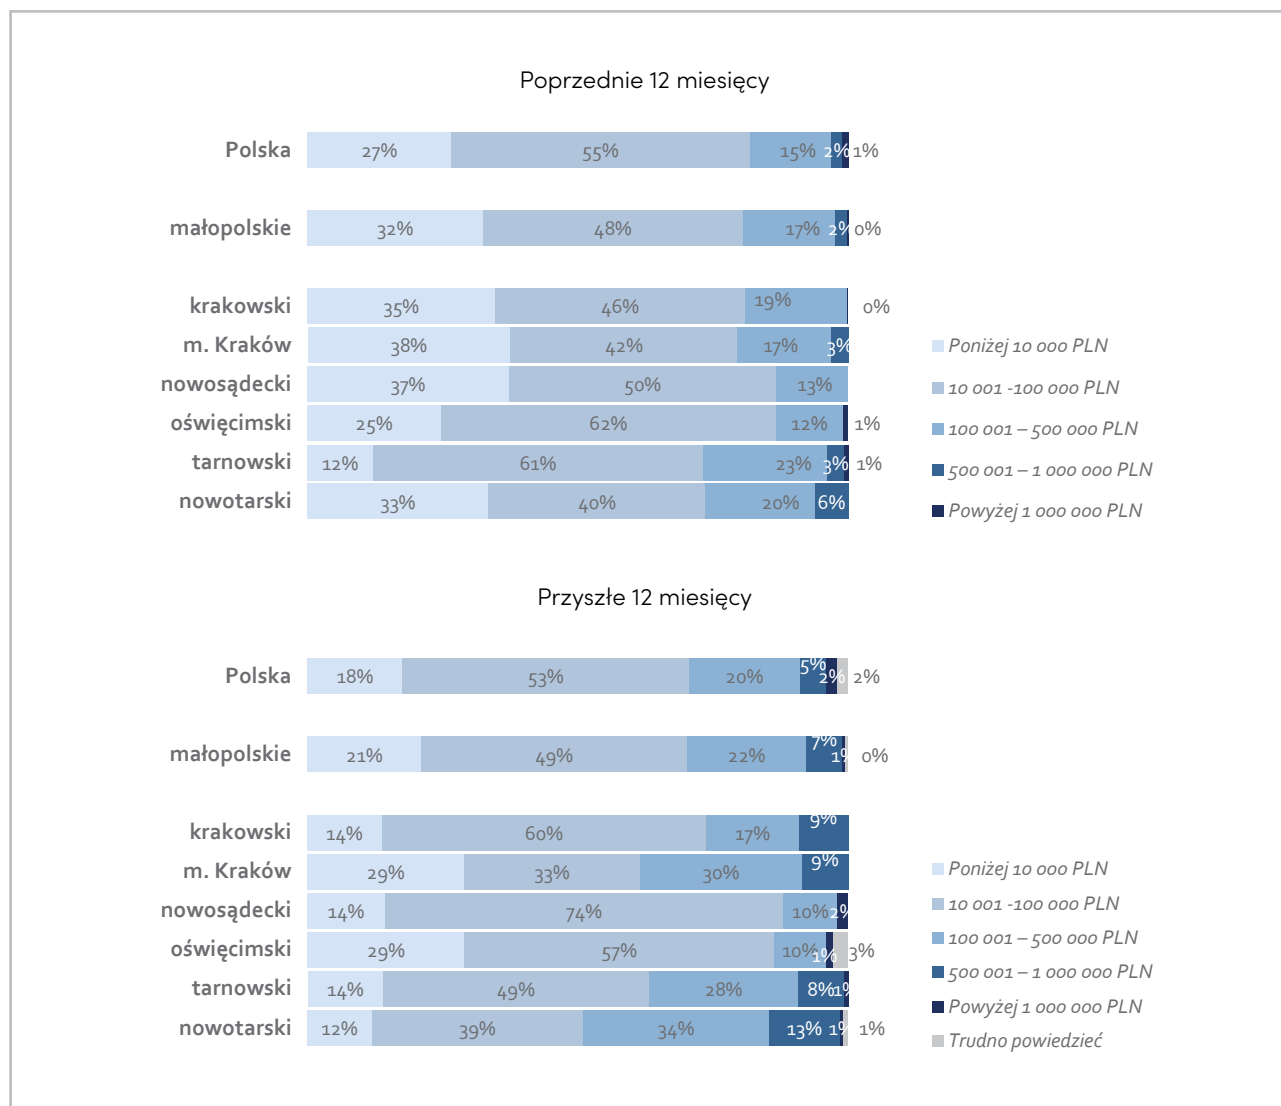 Poprzednie 12 miesięcy
Polska 27% 55% 15% 2% 1%
małopolskie 32% 48% 17% 2% 0%
krakowski 35% 46% 19% 0%
m. Kraków 38% 42% 17% 3%
nowosądecki 37% 50% 13%
oświęcimski 25% 62% 12% 1%
tarnowski 12% 61% 23% 3% 1%
nowotarski 33% 40% 20% 6%
Poniżej 10 000 PLN
10 001 -100 000 PLN
100 001 – 500 000 PLN
500 001 – 1 000 000 PLN
Powyżej 1 000 000 PLN
Przyszłe 12 miesięcy
Polska 18% 53% 20% 5% 2% 2%
małopolskie 21% 49% 22% 7% 1% 0%
krakowski 14% 60% 17% 9%
m. Kraków 29% 33% 30% 9%
nowosądecki 14% 74% 10% 2%
oświęcimski 29% 57% 10% 1% 3%
tarnowski 14% 49% 28% 8% 1%
nowotarski 12% 39% 34% 13% 1% 1%
Poniżej 10 000 PLN
10 001 -100 000 PLN
100 001 – 500 000 PLN
500 001 – 1 000 000 PLN
Powyżej 1 000 000 PLN
Trudno powiedzieć